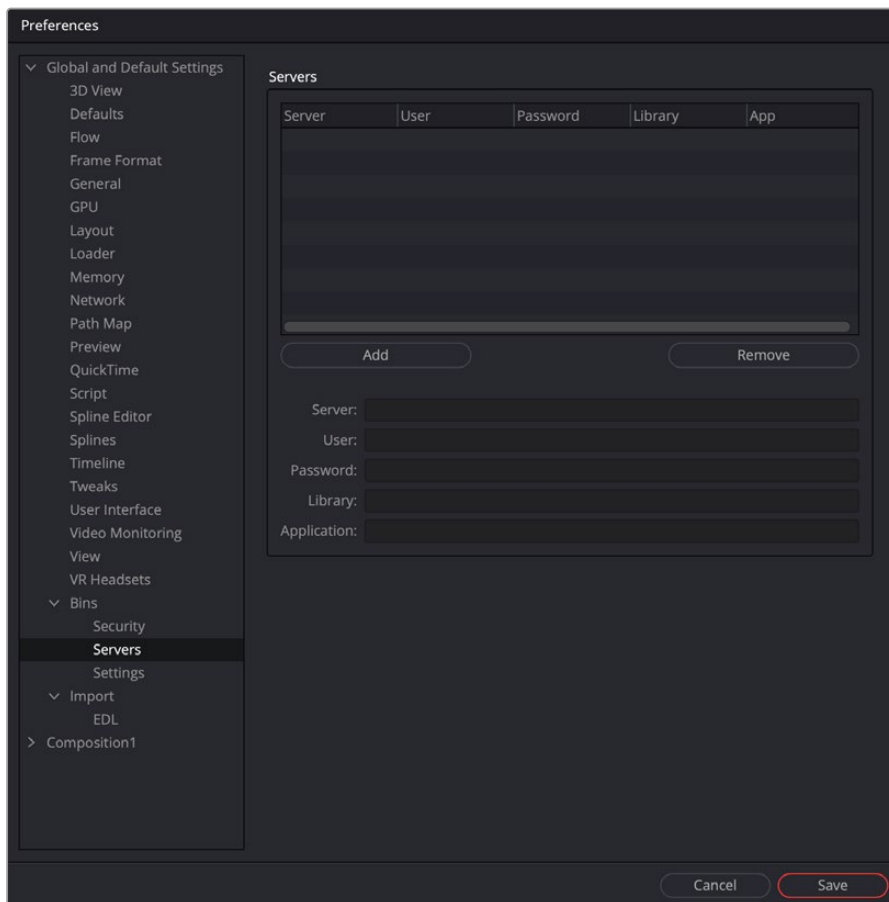 Preferences
Global and Default Settings
3D View
Defaults
Flow
Frame Format
General
GPU
Layout
Loader
Memory
Network
Path Map
Preview
QuickTime
Script
Spline Editor
Splines
Timeline
Tweaks
User Interface
Video Monitoring
View
VR Headsets
Bins
Security
Servers
Settings
Import
EDL
Composition1
Servers
Server User Password Library App
Add Remove
Server:
User:
Password:
Library:
Application:
Cancel Save